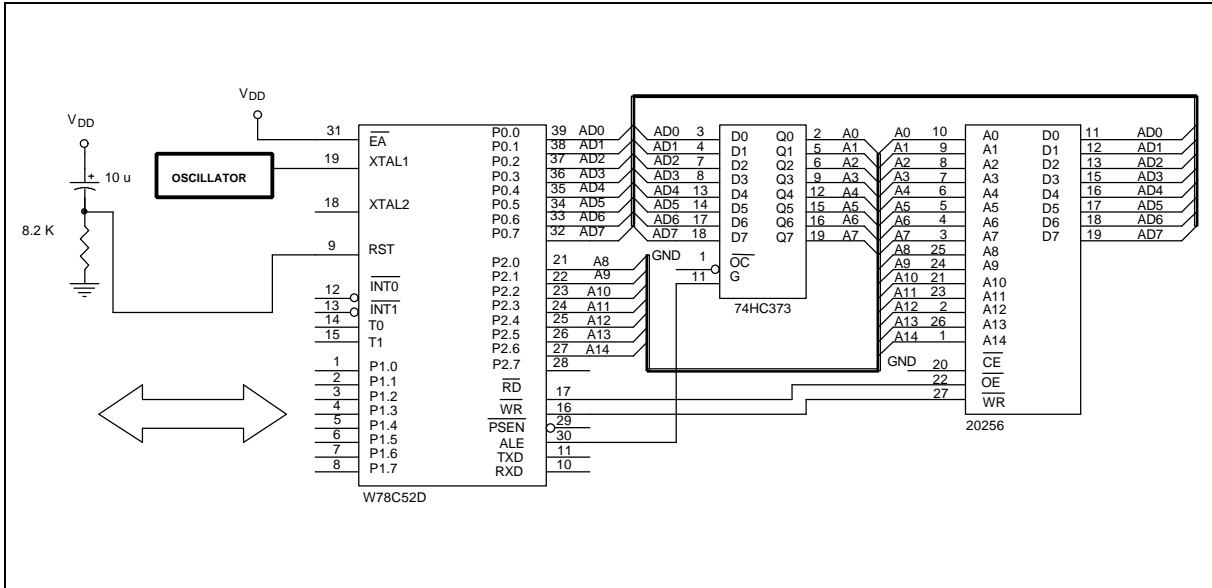 VDD
10 u
8.2 K
VDD
OSCILLATOR
31 EA P0.0 39 AD0
19 XTAL1 P0.1 38 AD1
P0.2 37 AD2
P0.3 36 AD3
18 XTAL2 P0.4 35 AD4
P0.5 34 AD5
P0.6 33 AD6
9 RST P0.7 32 AD7
P2.0 21 A8
12 INT0 P2.1 22 A9
13 INT1 P2.2 23 A10
14 T0 P2.3 24 A11
15 T1 P2.4 25 A12
P2.5 26 A13
P2.6 27 A14
1 P1.0 P2.7 28
2 P1.1 RD 17
3 P1.2 WR 16
4 P1.3 PSEN 29
5 P1.4 ALE 30
6 P1.5 TXD 11
7 P1.6 RXD 10
8 P1.7
W78C52D
AD0 3 D0 Q0 2 A0
AD1 4 D1 Q1 5 A1
AD2 7 D2 Q2 6 A2
AD3 8 D3 Q3 9 A3
AD4 13 D4 Q4 12 A4
AD5 14 D5 Q5 15 A5
AD6 17 D6 Q6 16 A6
AD7 18 D7 Q7 19 A7
GND 1 OC
11 G
74HC373
A0 10 A0 D0 11 AD0
A1 9 A1 D1 12 AD1
A2 8 A2 D2 13 AD2
A3 7 A3 D3 15 AD3
A4 6 A4 D4 16 AD4
A5 5 A5 D5 17 AD5
A6 4 A6 D6 18 AD6
A7 3 A7 D7 19 AD7
A8 25 A8
A9 24 A9
A10 21 A10
A11 23 A11
A12 2 A12
A13 26 A13
A14 1 A14
GND 20 CE
22 OE
27 WR
20256